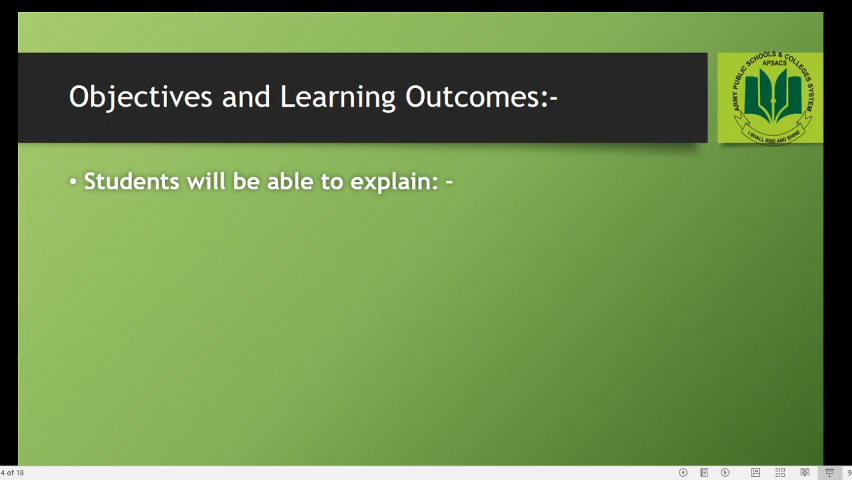 Objectives and Learning Outcomes:-
ARMY PUBLIC SCHOOLS & COLLEGES SYSTEM
APSACS
I SHALL RISE AND SHINE
• Students will be able to explain: -
4 of 18
9